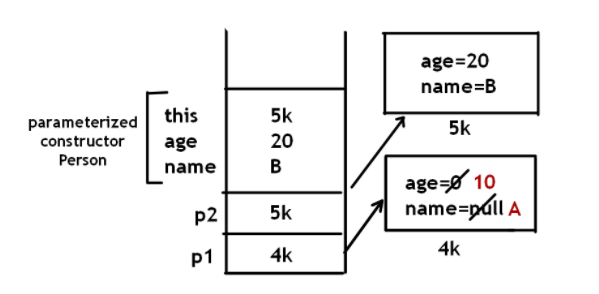 parameterized
constructor
Person
this 5k
age 20
name B
p2 5k
p1 4k
age=20
name=B
5k
age=0 10
name=null A
4k